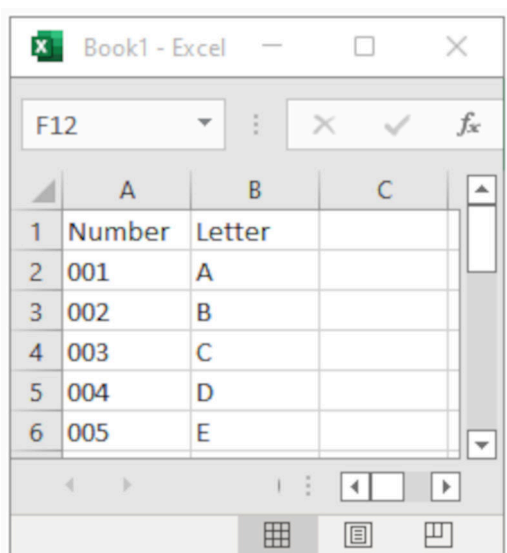 Book1 - Excel
F12 fx
A B C
1 Number Letter
2 001 A
3 002 B
4 003 C
5 004 D
6 005 E